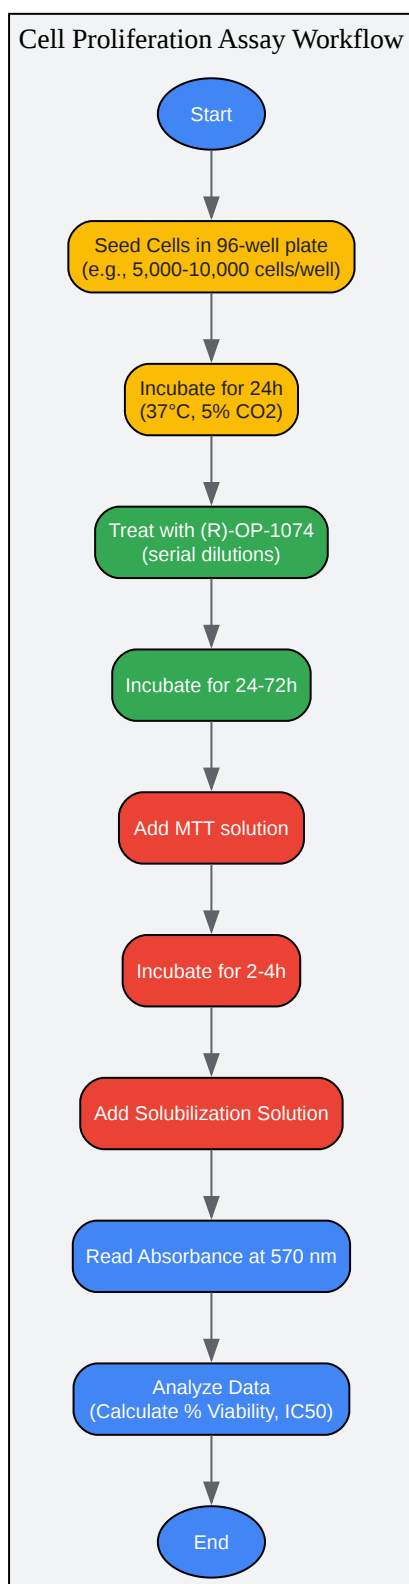 Cell Proliferation Assay Workflow
Start
Seed Cells in 96-well plate
(e.g., 5,000-10,000 cells/well)
Incubate for 24h
(37°C, 5% CO2)
Treat with (R)-OP-1074
(serial dilutions)
Incubate for 24-72h
Add MTT solution
Incubate for 2-4h
Add Solubilization Solution
Read Absorbance at 570 nm
Analyze Data
(Calculate % Viability, IC50)
End